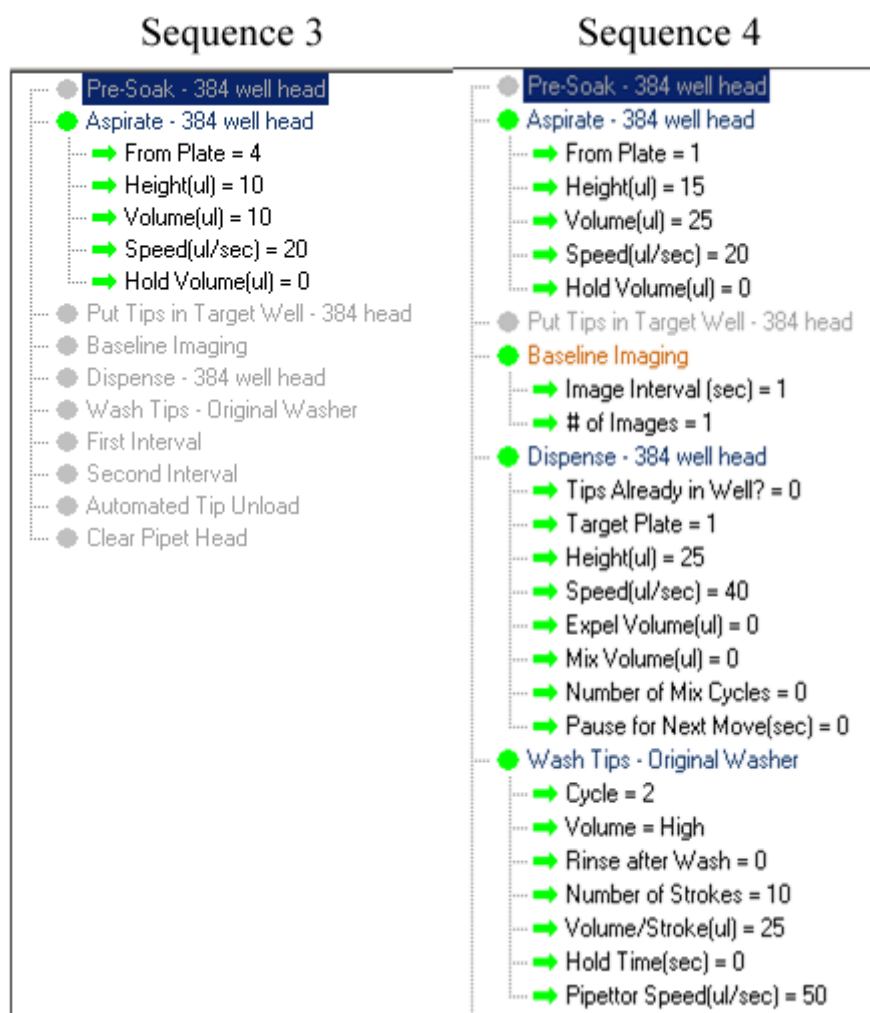 Sequence 3
Pre-Soak - 384 well head
Aspirate - 384 well head
From Plate = 4
Height(ul) = 10
Volume(ul) = 10
Speed(ul/sec) = 20
Hold Volume(ul) = 0
Put Tips in Target Well - 384 head
Baseline Imaging
Dispense - 384 well head
Wash Tips - Original Washer
First Interval
Second Interval
Automated Tip Unload
Clear Pipet Head
Sequence 4
Pre-Soak - 384 well head
Aspirate - 384 well head
From Plate = 1
Height(ul) = 15
Volume(ul) = 25
Speed(ul/sec) = 20
Hold Volume(ul) = 0
Put Tips in Target Well - 384 head
Baseline Imaging
Image Interval (sec) = 1
# of Images = 1
Dispense - 384 well head
Tips Already in Well? = 0
Target Plate = 1
Height(ul) = 25
Speed(ul/sec) = 40
Expel Volume(ul) = 0
Mix Volume(ul) = 0
Number of Mix Cycles = 0
Pause for Next Move(sec) = 0
Wash Tips - Original Washer
Cycle = 2
Volume = High
Rinse after Wash = 0
Number of Strokes = 10
Volume/Stroke(ul) = 25
Hold Time(sec) = 0
Pipettor Speed(ul/sec) = 50